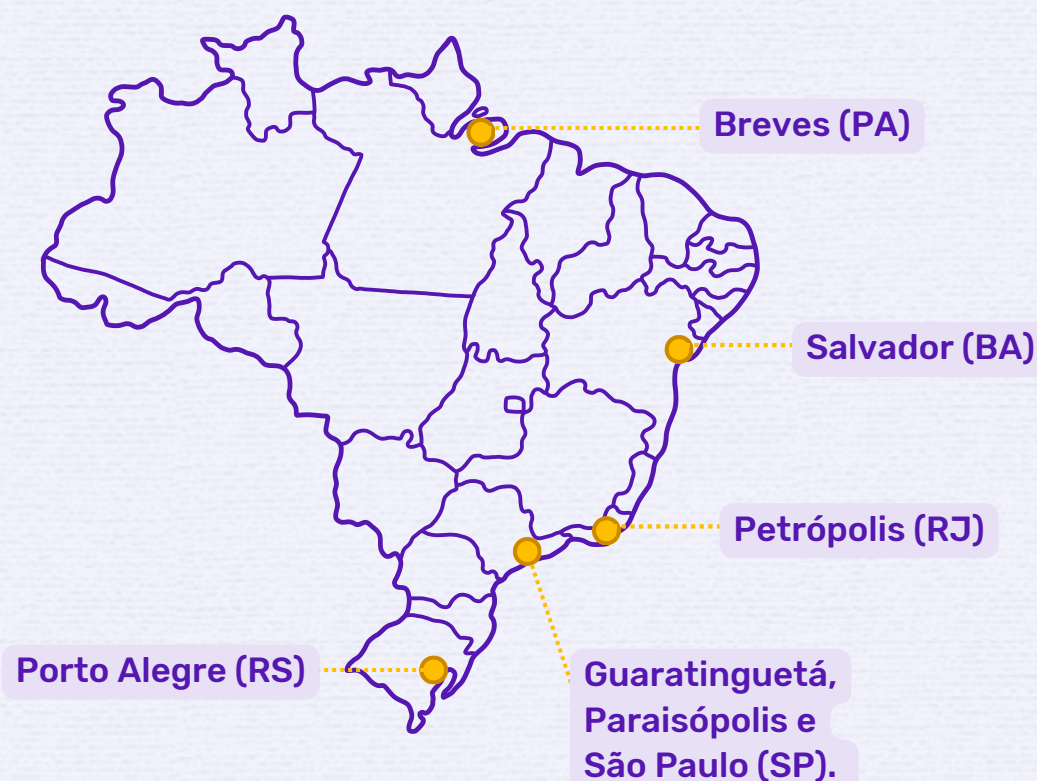 Breves (PA)
Salvador (BA)
Petrópolis (RJ)
Porto Alegre (RS)
Guaratinguetá,
Paraisópolis e
São Paulo (SP).